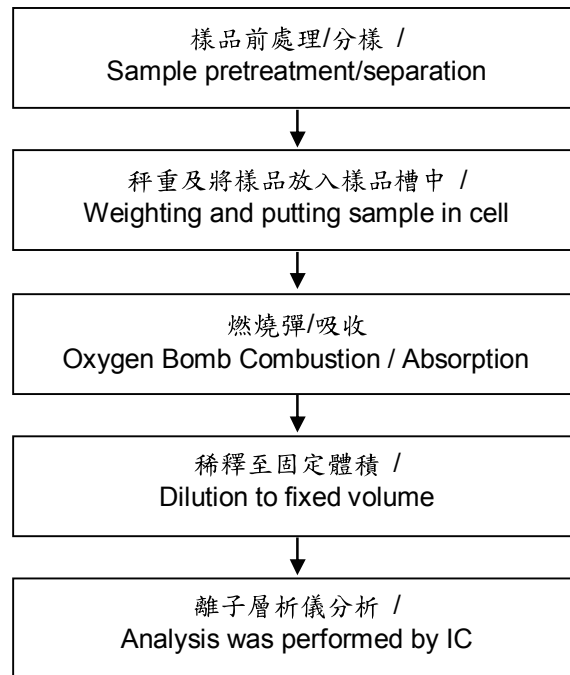 樣品前處理/分樣 /
Sample pretreatment/separation
秤重及將樣品放入樣品槽中 /
Weighting and putting sample in cell
燃燒彈/吸收
Oxygen Bomb Combustion / Absorption
稀釋至固定體積 /
Dilution to fixed volume
離子層析儀分析 /
Analysis was performed by IC